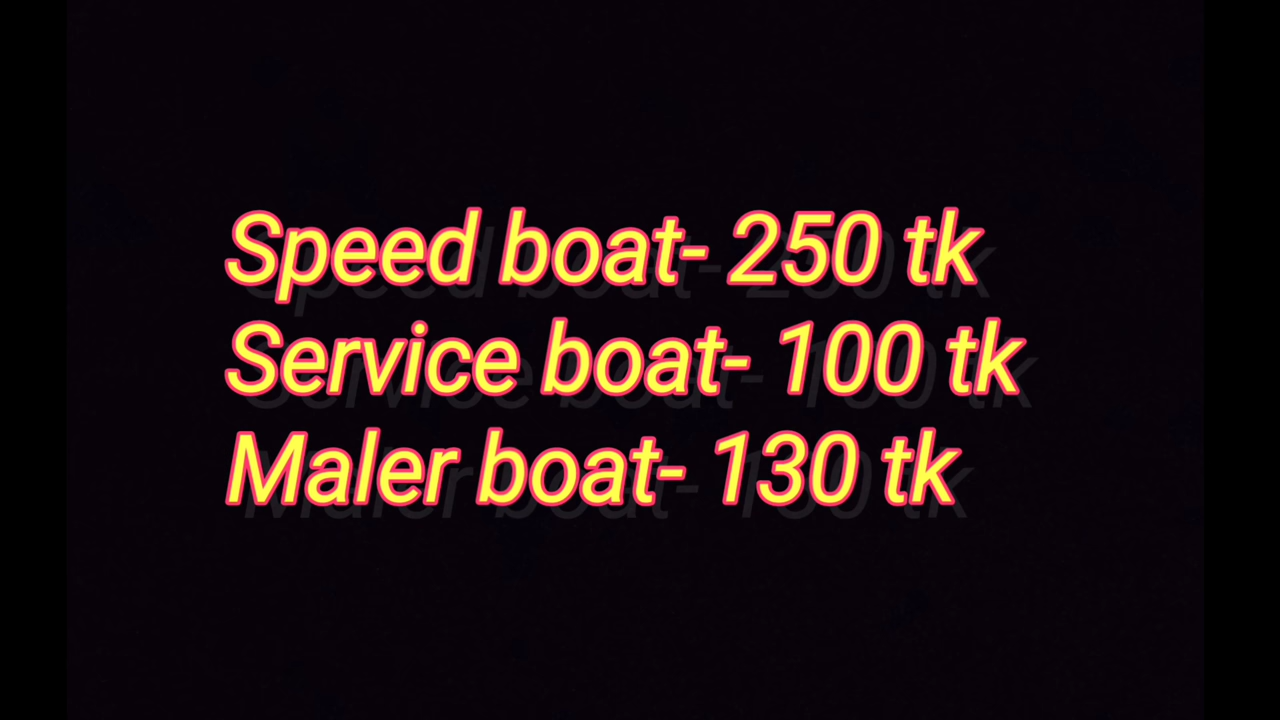 Speed boat- 250 tk
Service boat- 100 tk
Maler boat- 130 tk